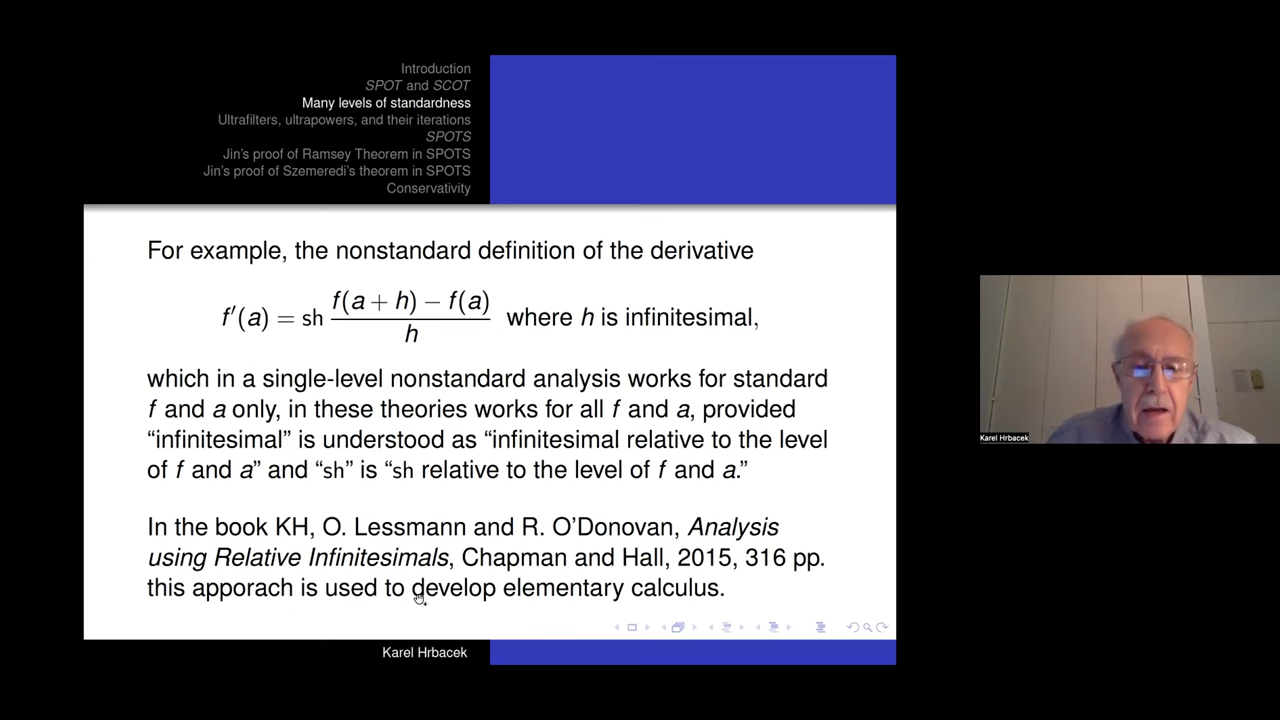 Introduction
SPOT and SCOT
Many levels of standardness
Ultrafilters, ultrapowers, and their iterations
SPOTS
Jin's proof of Ramsey Theorem in SPOTS
Jin's proof of Szemeredi's theorem in SPOTS
Conservativity
For example, the nonstandard definition of the derivative
f′(a) = sh (f(a + h) − f(a))/h where h is infinitesimal,
which in a single-level nonstandard analysis works for standard
f and a only, in these theories works for all f and a, provided
“infinitesimal” is understood as “infinitesimal relative to the level
of f and a” and “sh” is “sh relative to the level of f and a.”
In the book KH, O. Lessmann and R. O’Donovan, Analysis
using Relative Infinitesimals, Chapman and Hall, 2015, 316 pp.
this apporach is used to develop elementary calculus.
Karel Hrbacek
Karel Hrbacek